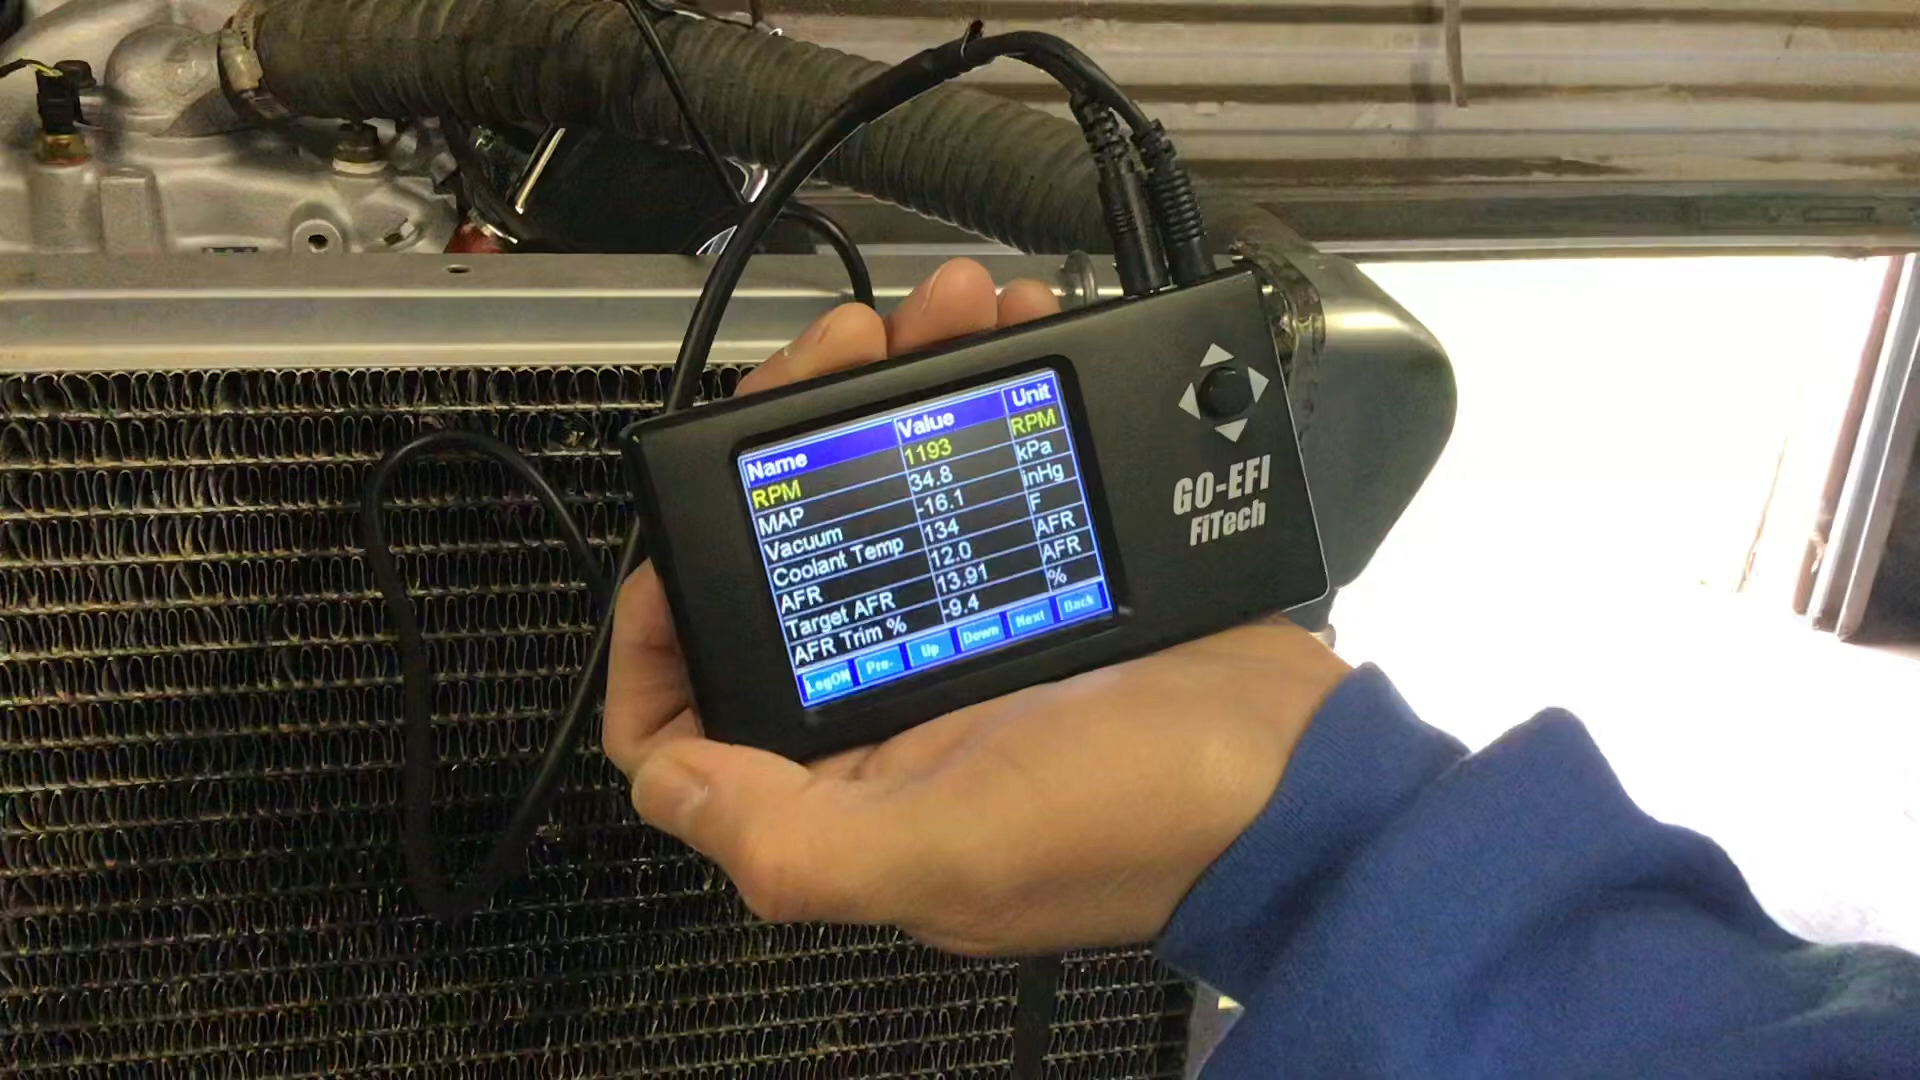 Name Value Unit
RPM 1193 RPM
MAP 34.8 kPa
Vacuum -16.1 inHg
Coolant Temp 134 F
AFR 12.0 AFR
Target AFR 13.91 AFR
AFR Trim % -9.4 %
LogON Pre- Up Down Next Back
GO-EFI
FiTech